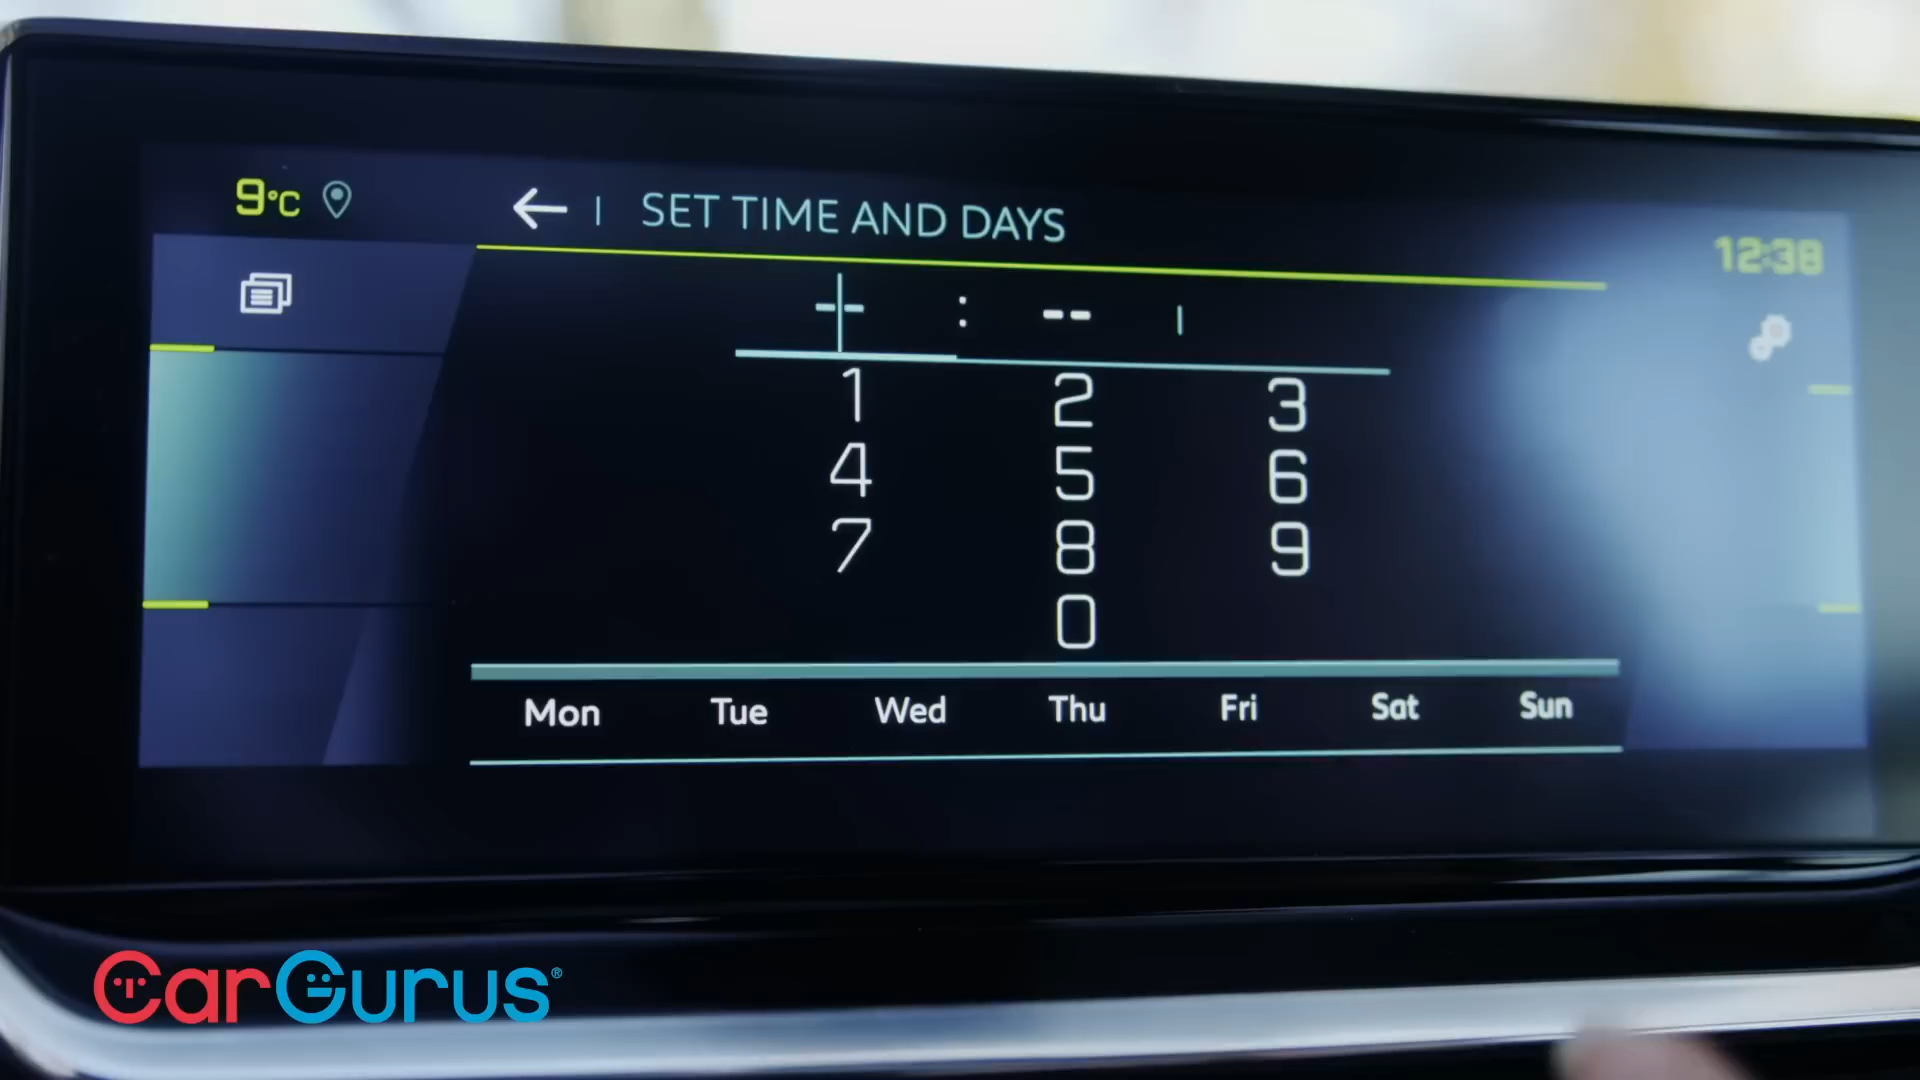 9°C
SET TIME AND DAYS
12:38
-- : --
1 2 3
4 5 6
7 8 9
0
Mon Tue Wed Thu Fri Sat Sun
CarGurus®